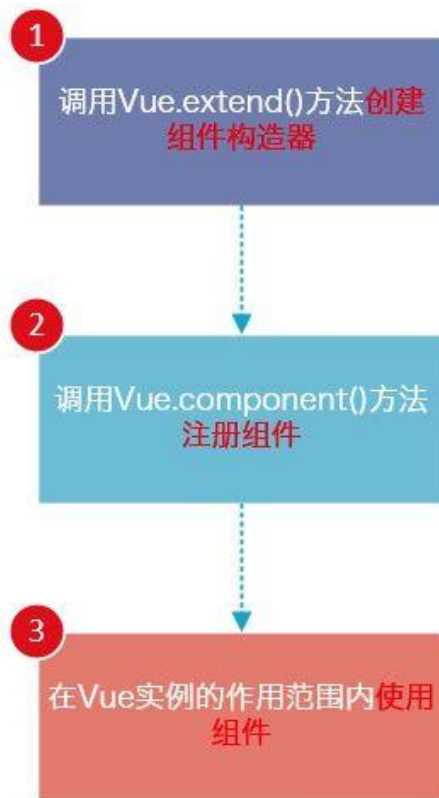 1
调用Vue.extend()方法创建
组件构造器
2
调用Vue.component()方法
注册组件
3
在Vue实例的作用范围内使用
组件